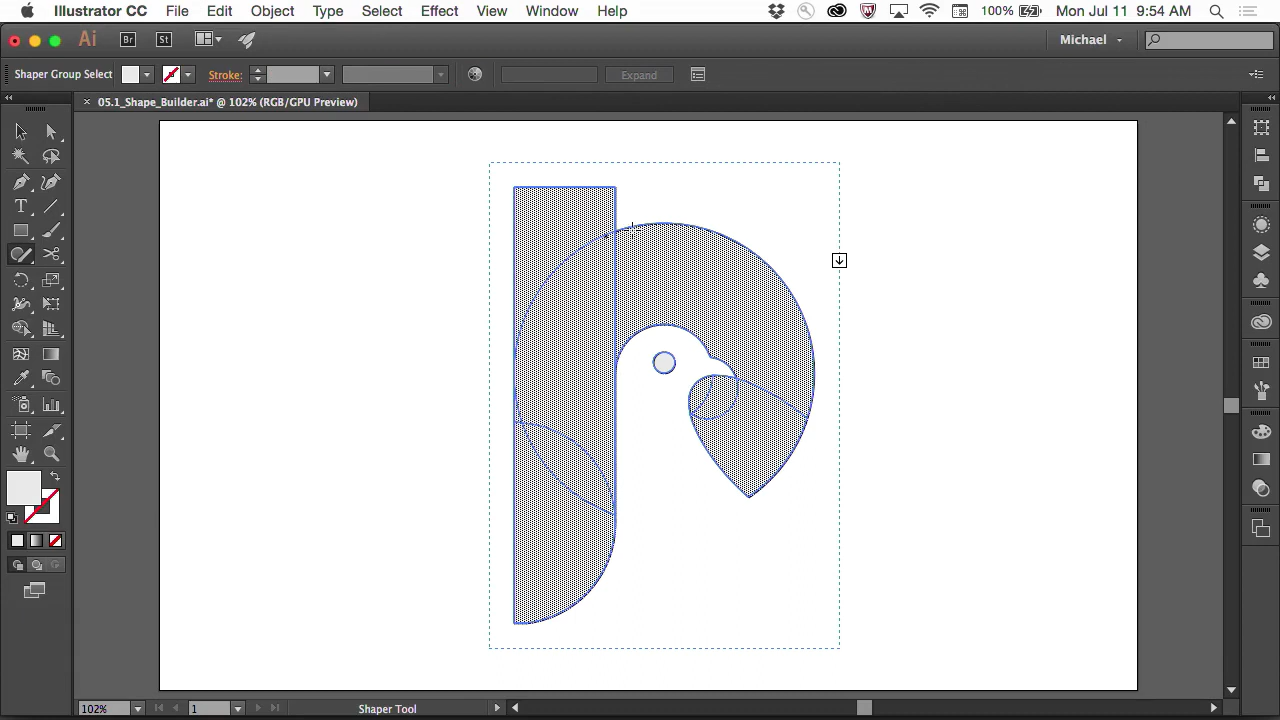 Illustrator CC File Edit Object Type Select Effect View Window Help 100% Mon Jul 11 9:54 AM
Ai Br St Michael
Shaper Group Select Stroke: Expand
× 05.1_Shape_Builder.ai* @ 102% (RGB/GPU Preview)
T
102% 1 Shaper Tool